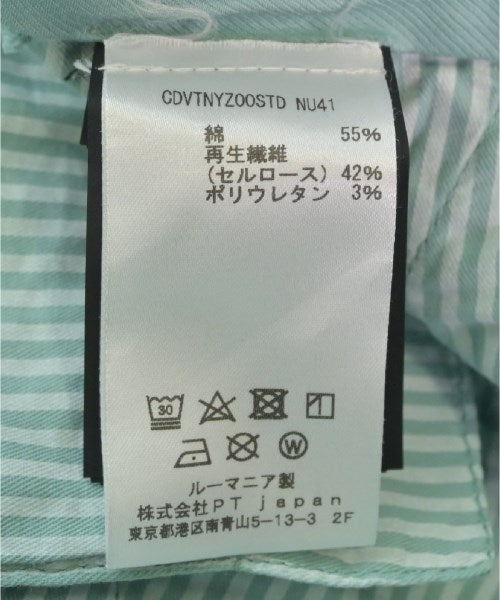 CDVTNYZ00STD NU41
綿 55%
再生繊維
(セルロース) 42%
ポリウレタン 3%
30
W
ルーマニア製
株式会社PT japan
東京都港区南青山5-13-3 2F